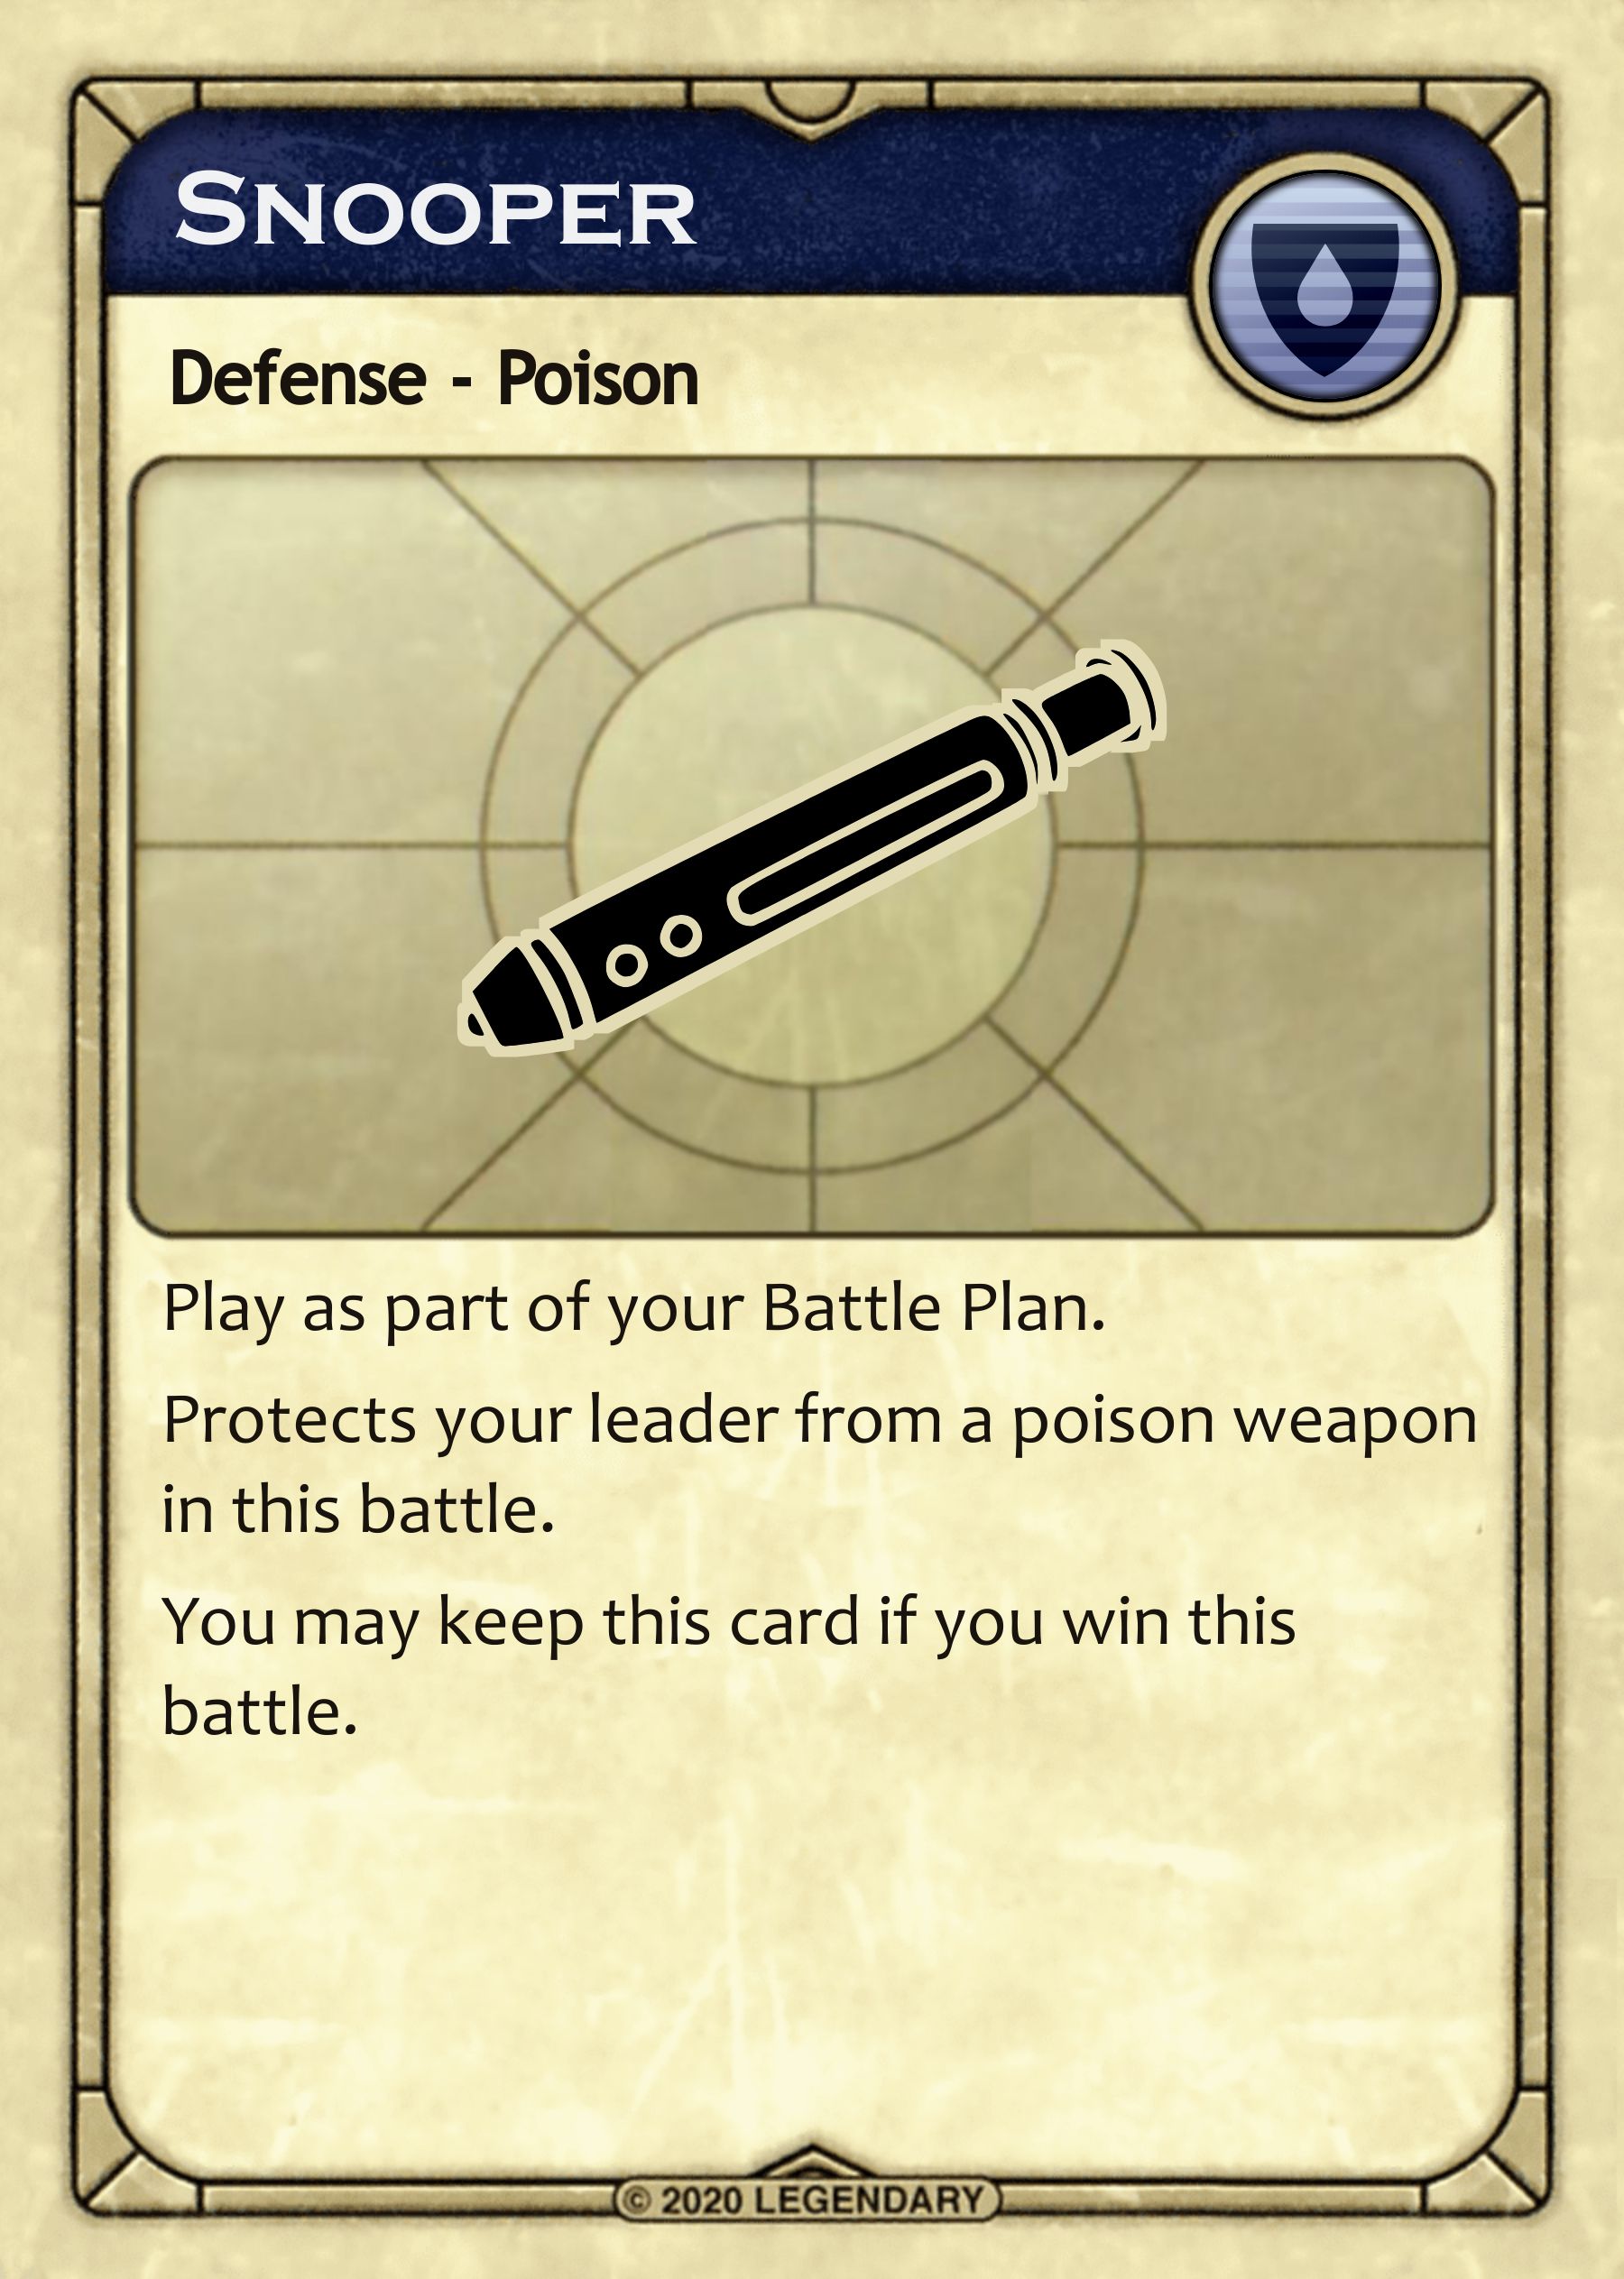 SNOOPER
Defense - Poison
Play as part of your Battle Plan.
Protects your leader from a poison weapon
in this battle.
You may keep this card if you win this
battle.
© 2020 LEGENDARY